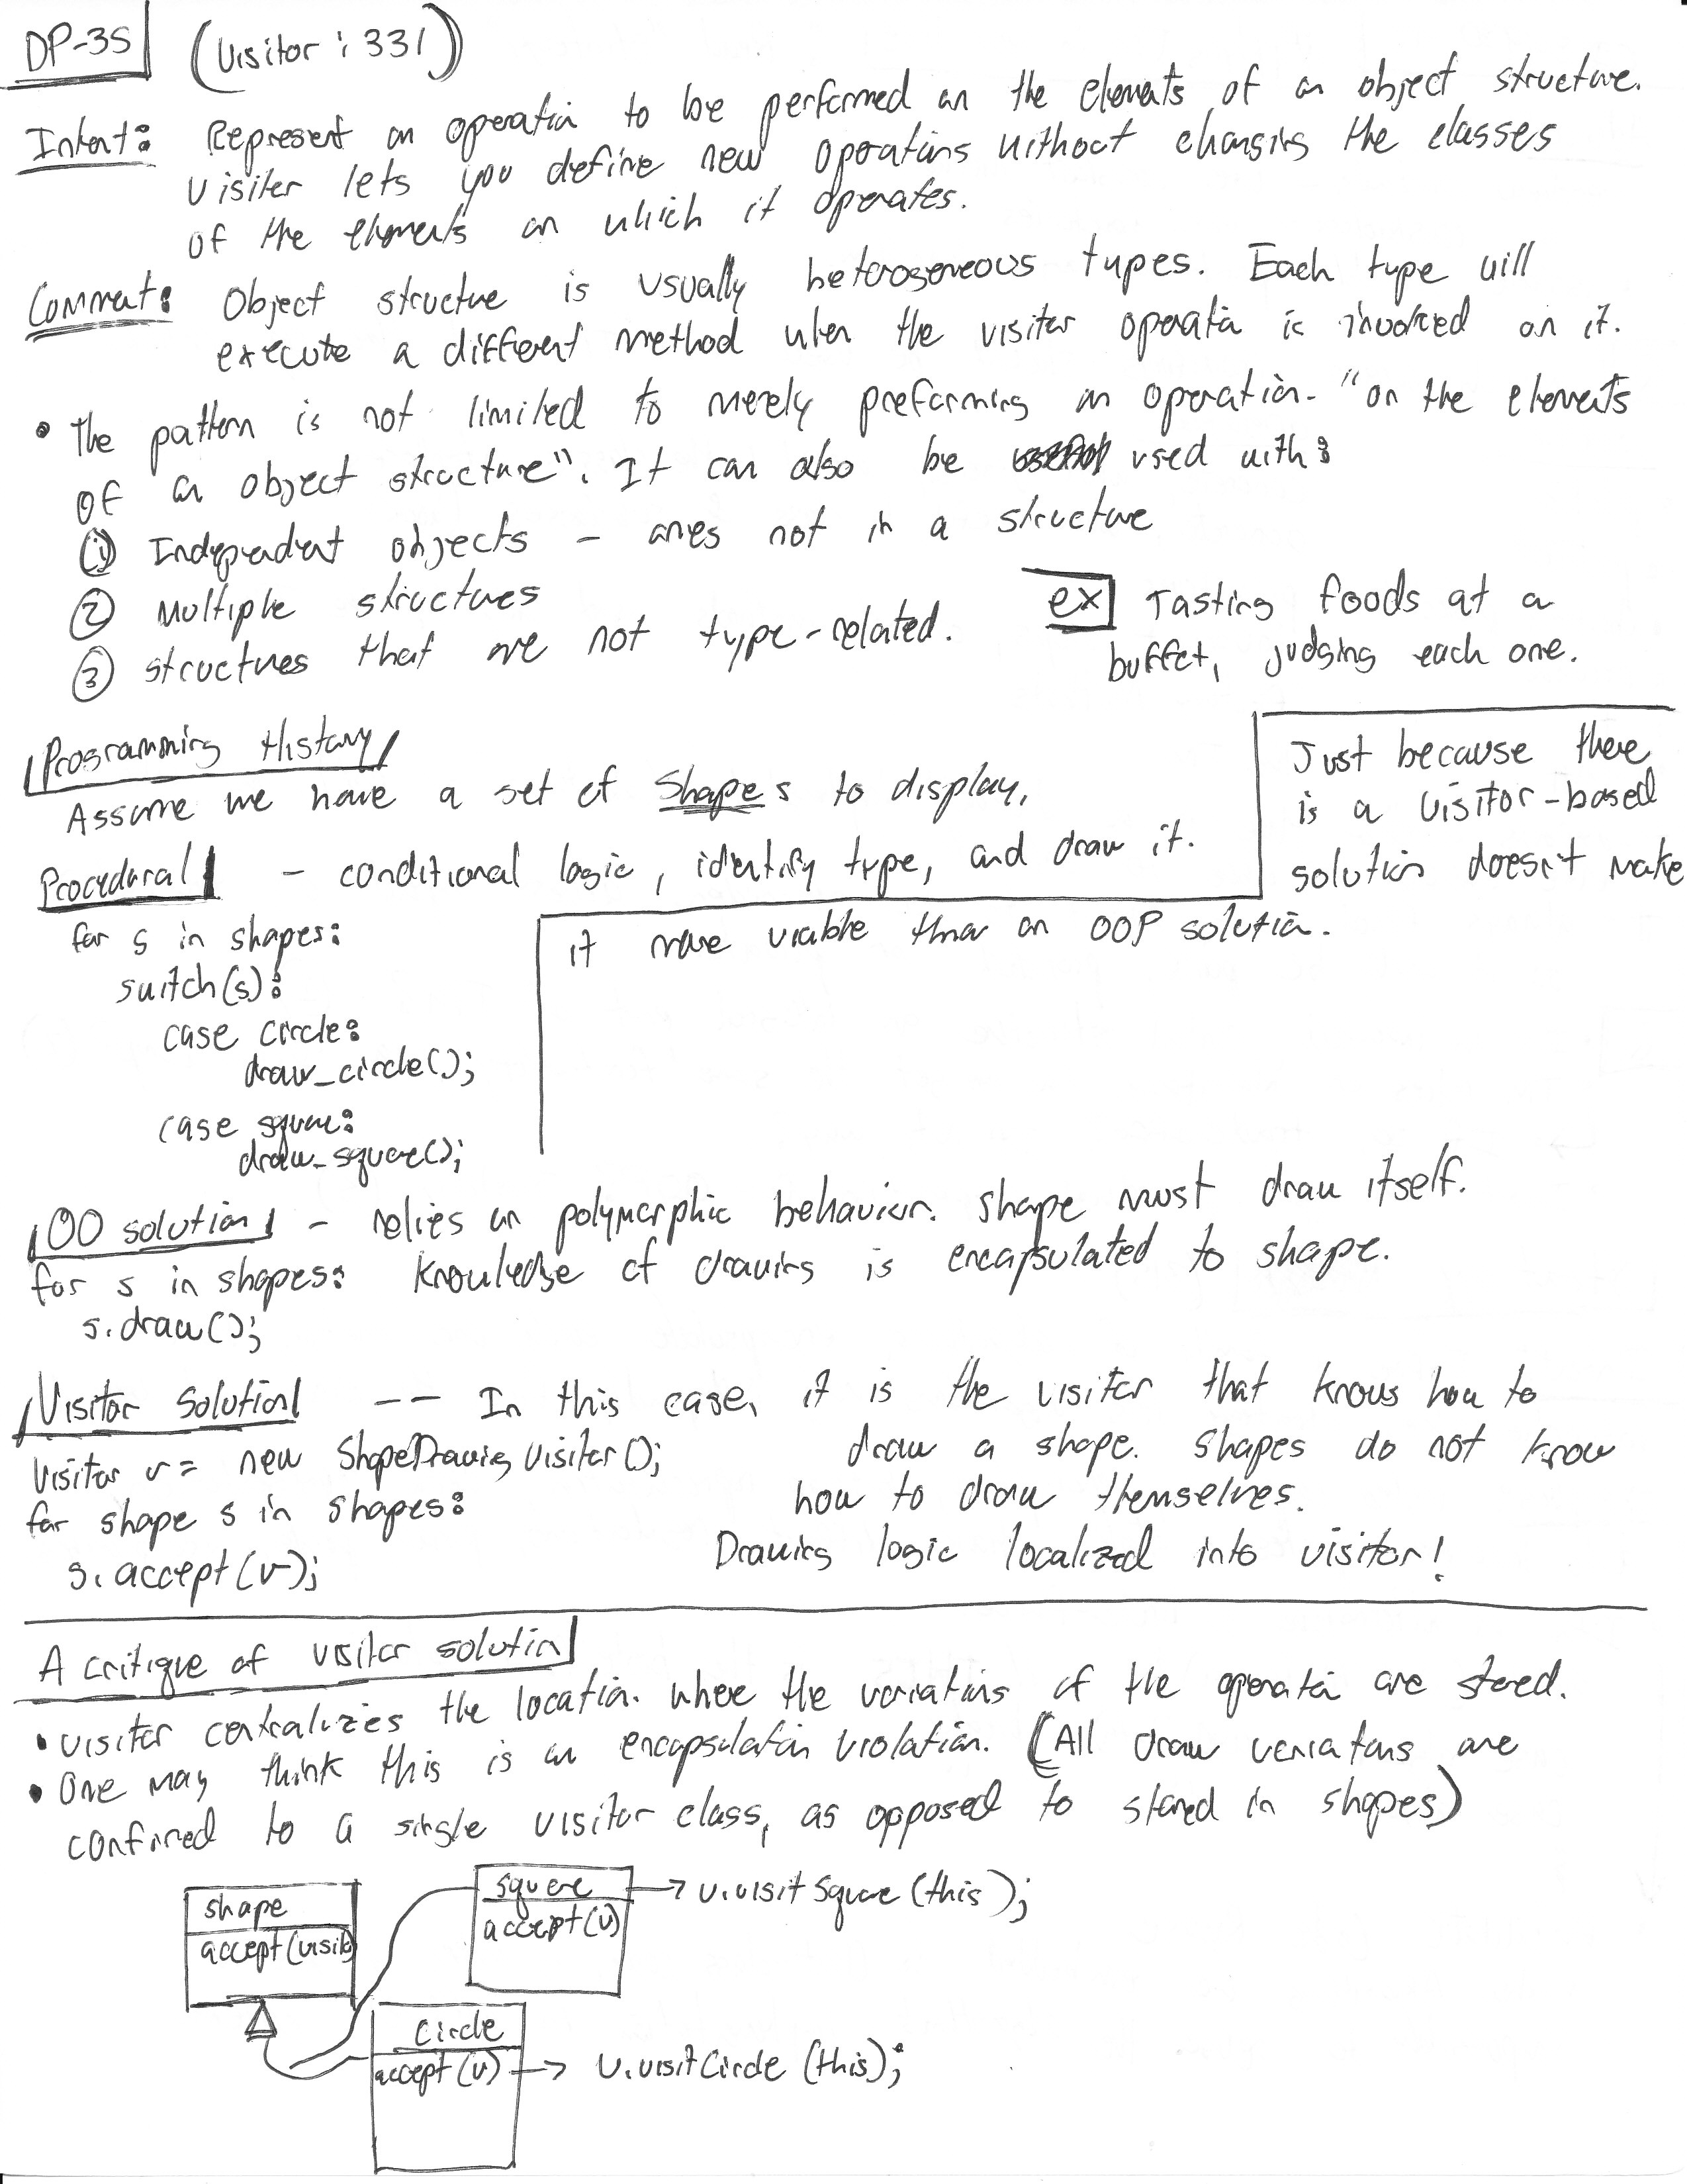 DP-35 (Visitor : 331)
Intent: Represent an operation to be performed on the elements of an object structure.
Visitor lets you define new operations without changing the classes
of the elements on which it operates.
Comment: Object structure is usually heterogeneous types. Each type will
execute a different method when the visitor operation is invoked on it.
• The pattern is not limited to merely preforming an operation "on the elements
of an object structure". It can also be used with:
① Independent objects - ones not in a structure
② Multiple structures
③ structures that are not type-related.
ex Tasting foods at a
buffet, judging each one.
Programming History
Assume we have a set of Shapes to display,
Procedural - conditional logic, identify type, and draw it.
for s in shapes:
switch(s):
case circle:
draw_circle();
case square:
draw_square();
Just because there
is a visitor-based
solution doesn't make
it more viable than an OOP solution.
OO solution - relies on polymorphic behavior. Shape must draw itself.
for s in shapes: Knowledge of drawing is encapsulated to shape.
s.draw();
Visitor Solution -- In this case, it is the visitor that knows how to
draw a shape. Shapes do not know
how to draw themselves.
Drawing logic localized into visitor!
Visitor v = new ShapeDrawingVisitor();
for shape s in shapes:
s.accept(v);
A critique of visitor solution
• visitor centralizes the location where the variations of the operation are stored.
• One may think this is an encapsulation violation. (All draw variations are
confined to a single visitor class, as opposed to stored in shapes)
shape
accept(visit)
square
accept(v)
→ v.visitSquare(this);
Circle
accept(v)
→ v.visitCircle(this);